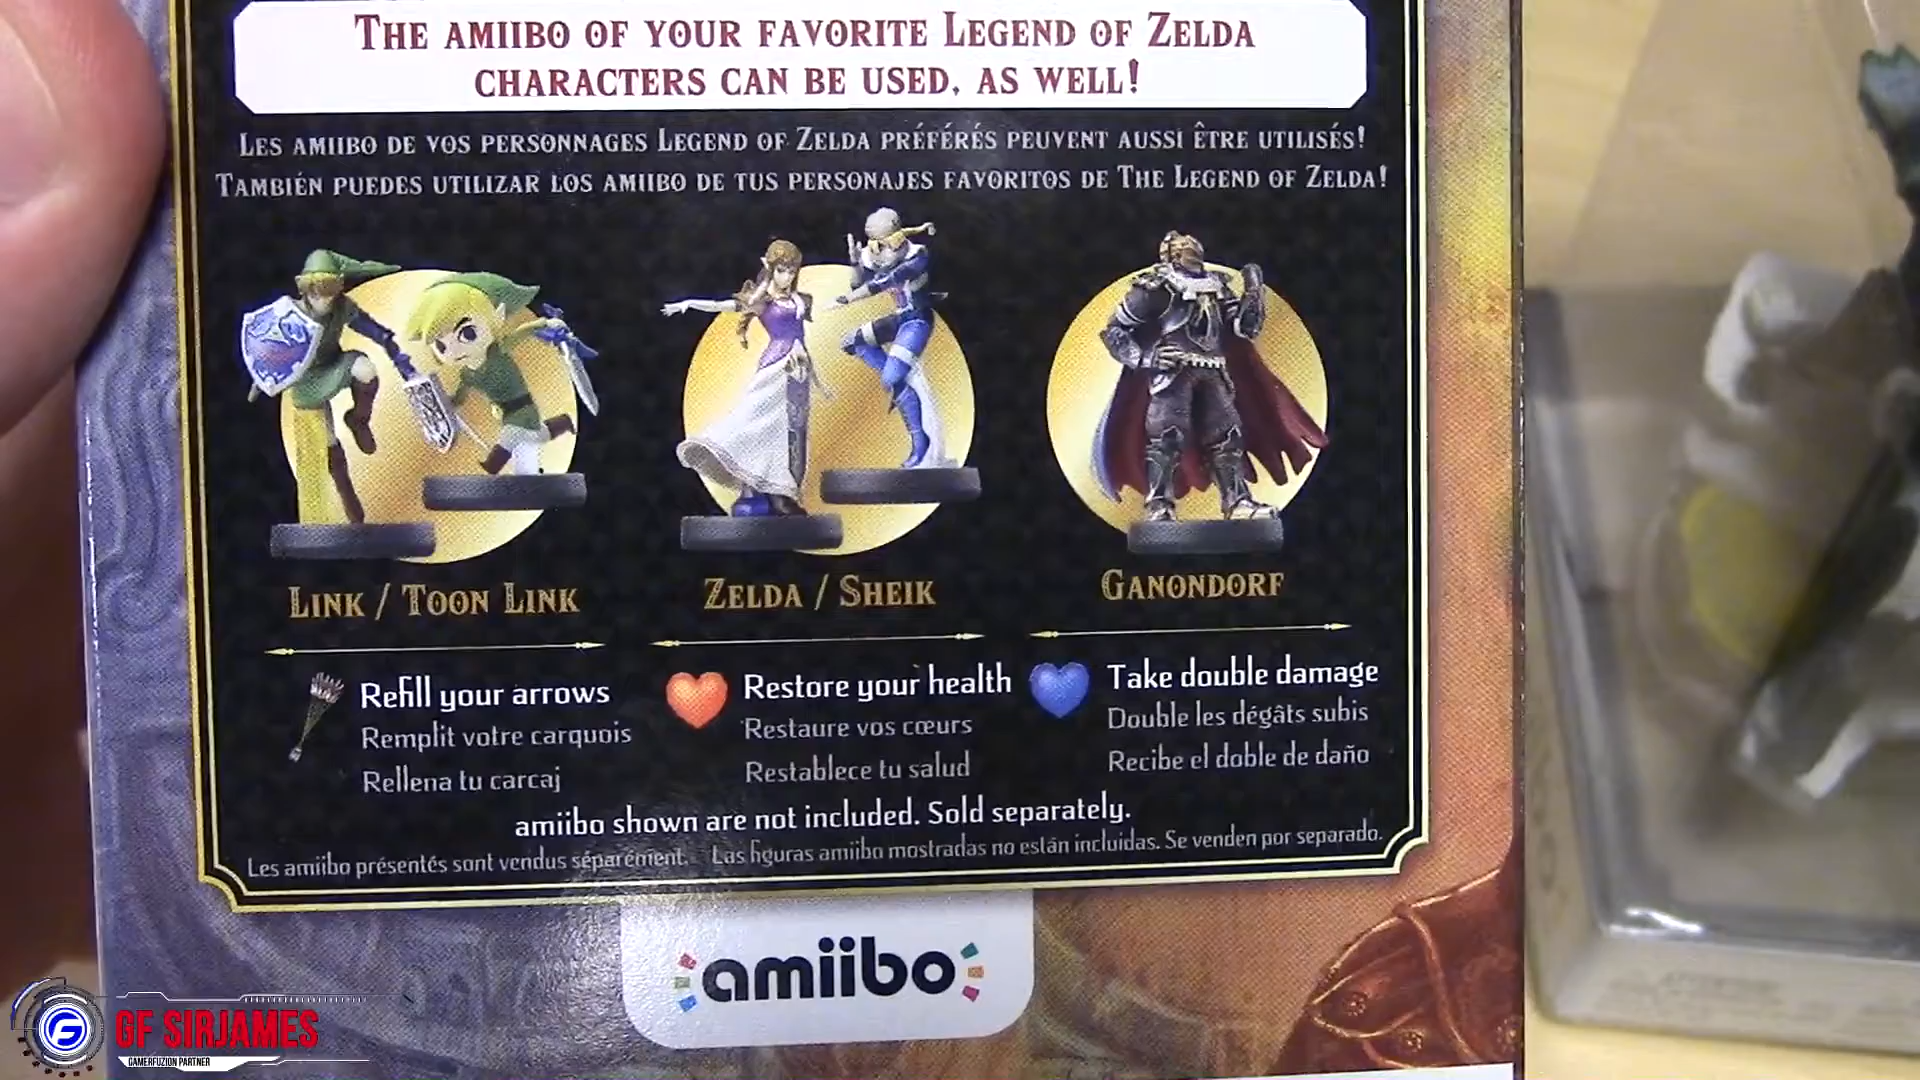 The amiibo of your favorite Legend of Zelda
characters can be used, as well!
Les amiibo de vos personnages Legend of Zelda préférés peuvent aussi être utilisés!
También puedes utilizar los amiibo de tus personajes favoritos de The Legend of Zelda!
Link / Toon Link
Zelda / Sheik
Ganondorf
Refill your arrows
Remplit votre carquois
Rellena tu carcaj
Restore your health
Restaure vos cœurs
Restablece tu salud
Take double damage
Double les dégâts subis
Recibe el doble de daño
amiibo shown are not included. Sold separately.
Les amiibo présentés sont vendus séparément. Las figuras amiibo mostradas no están incluidas. Se venden por separado.
amiibo
GF SIRJAMES
GAMERFUZION PARTNER